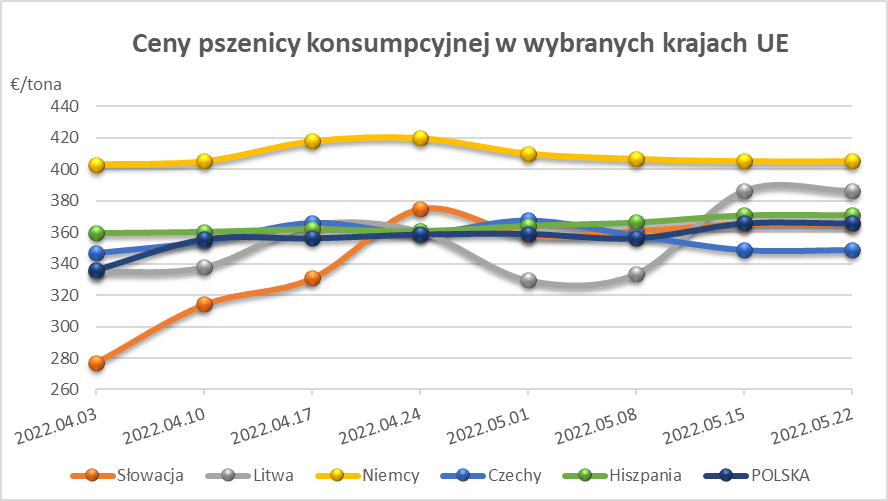 Ceny pszenicy konsumpcyjnej w wybranych krajach UE
€/tona
440
420
400
380
360
340
320
300
280
260
2022.04.03 2022.04.10 2022.04.17 2022.04.24 2022.05.01 2022.05.08 2022.05.15 2022.05.22
Słowacja Litwa Niemcy Czechy Hiszpania POLSKA